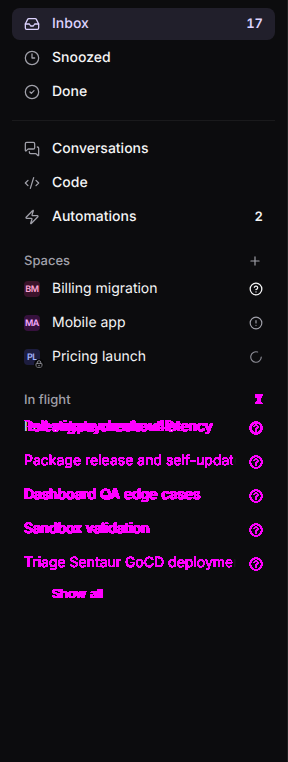 Inbox 17
Snoozed
Done
Conversations
Code
Automations 2
Spaces
BM Billing migration
MA Mobile app
PL Pricing launch
In flight
Package release and self-updat
Dashboard QA edge cases
Sandbox validation
Triage Sentaur GoCD deployme
Show all